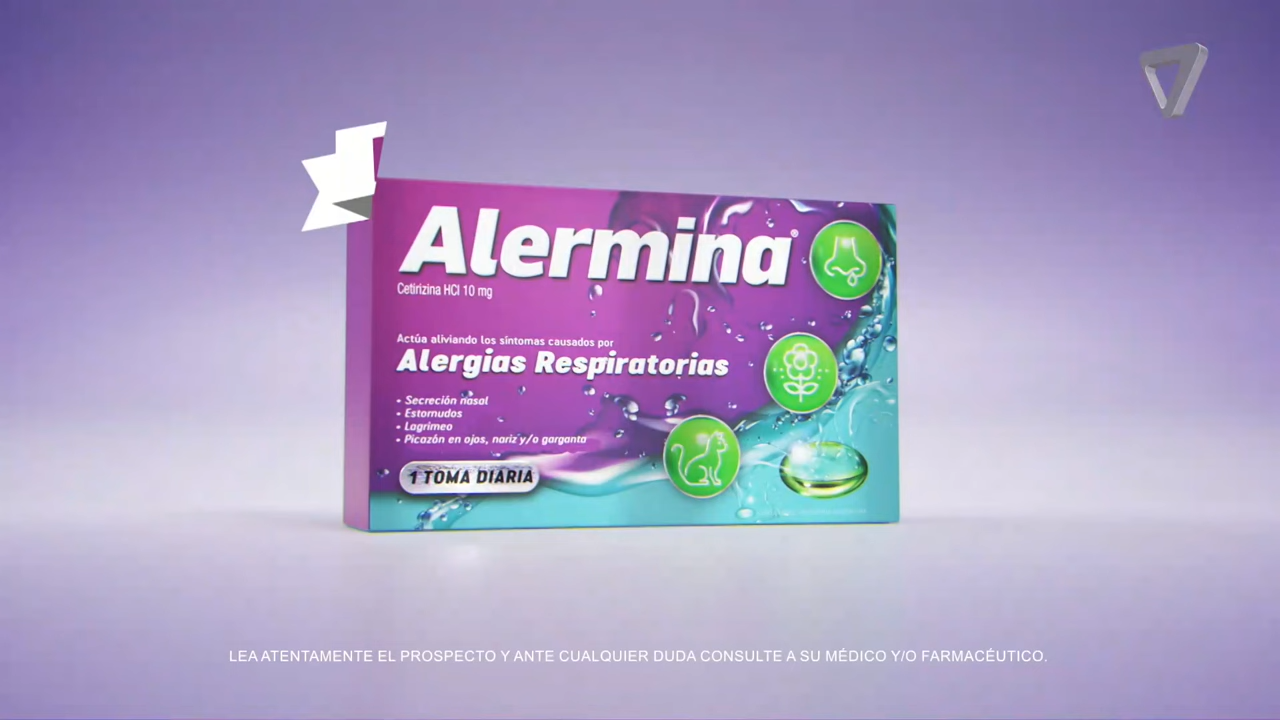 Alermina®
Cetirizina HCl 10 mg
Actúa aliviando los síntomas causados por
Alergias Respiratorias
• Secreción nasal
• Estornudos
• Lagrimeo
• Picazón en ojos, nariz y/o garganta
1 TOMA DIARIA
LEA ATENTAMENTE EL PROSPECTO Y ANTE CUALQUIER DUDA CONSULTE A SU MÉDICO Y/O FARMACÉUTICO.